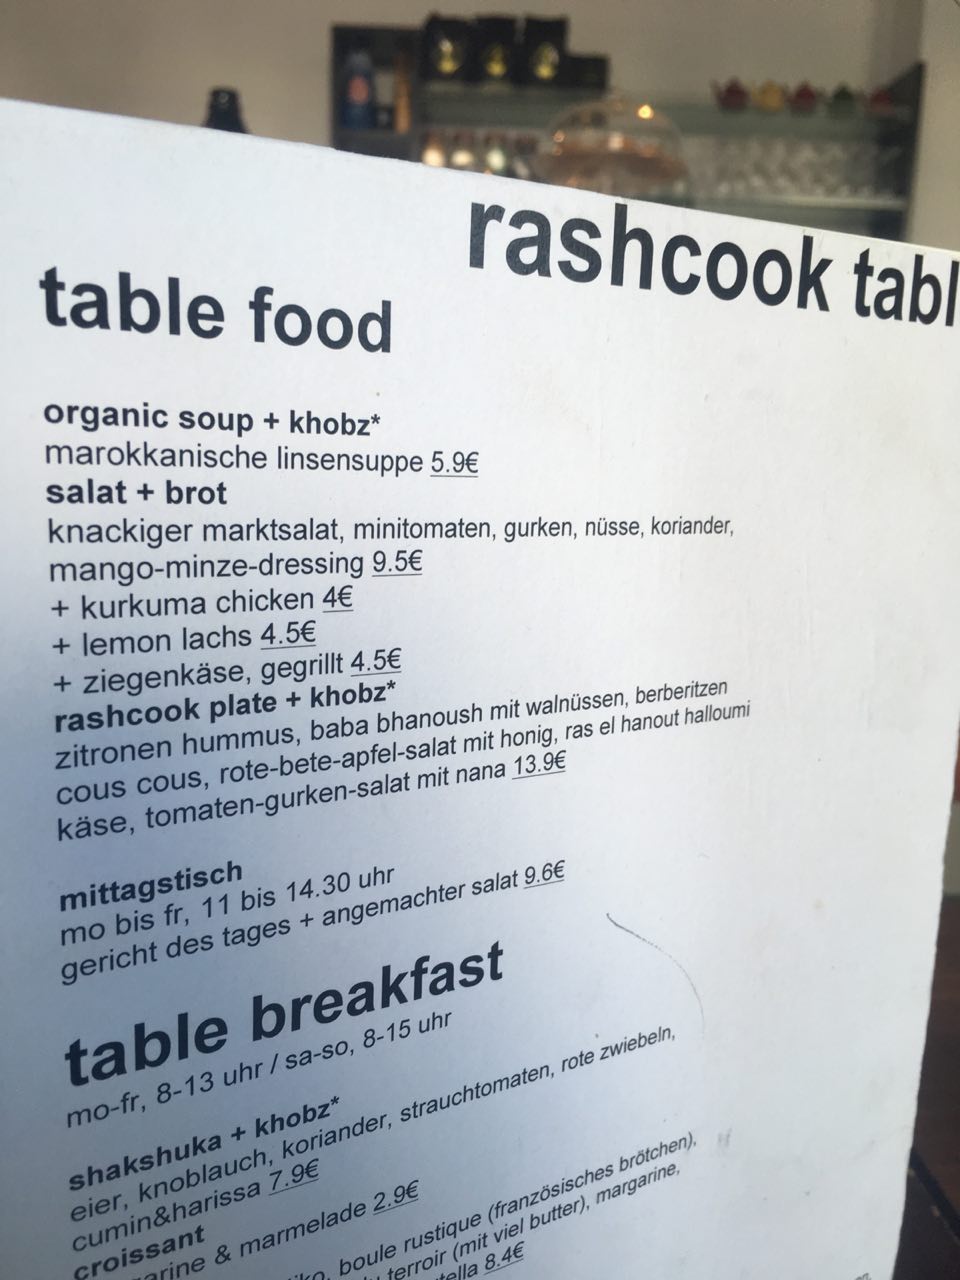 rashcook tabl
table food
organic soup + khobz*
marokkanische linsensuppe 5.9€
salat + brot
knackiger marktsalat, minitomaten, gurken, nüsse, koriander,
mango-minze-dressing 9.5€
+ kurkuma chicken 4€
+ lemon lachs 4.5€
+ ziegenkäse, gegrillt 4.5€
rashcook plate + khobz*
zitronen hummus, baba bhanoush mit walnüssen, berberitzen
cous cous, rote-bete-apfel-salat mit honig, ras el hanout halloumi
käse, tomaten-gurken-salat mit nana 13.9€
mittagstisch
mo bis fr, 11 bis 14.30 uhr
gericht des tages + angemachter salat 9.6€
table breakfast
mo-fr, 8-13 uhr / sa-so, 8-15 uhr
shakshuka + khobz*
eier, knoblauch, koriander, strauchtomaten, rote zwiebeln,
cumin&harissa 7.9€
croissant
arine & marmelade 2.9€
iko, boule rustique (französisches brötchen),
terroir (mit viel butter), margarine,
tella 8.4€